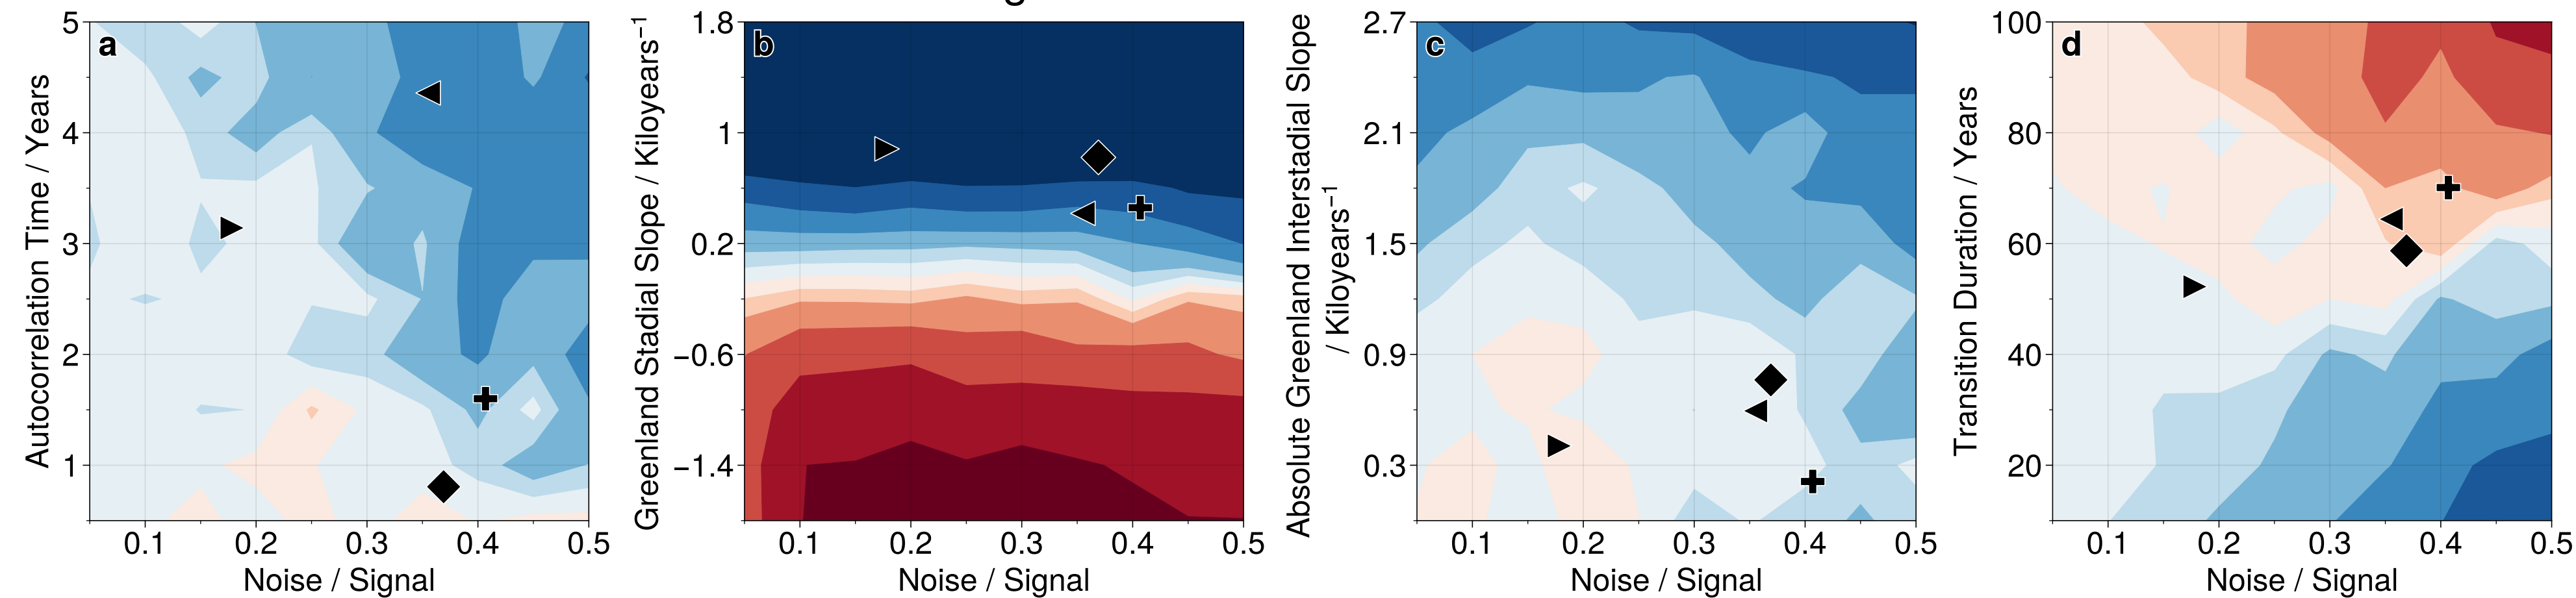 a
5
4
3
2
1
Autocorrelation Time / Years
0.1 0.2 0.3 0.4 0.5
Noise / Signal
b
1.8
1
0.2
−0.6
−1.4
Greenland Stadial Slope / Kiloyears⁻¹
0.1 0.2 0.3 0.4 0.5
Noise / Signal
c
2.7
2.1
1.5
0.9
0.3
Absolute Greenland Interstadial Slope
/ Kiloyears⁻¹
0.1 0.2 0.3 0.4 0.5
Noise / Signal
d
100
80
60
40
20
Transition Duration / Years
0.1 0.2 0.3 0.4 0.5
Noise / Signal